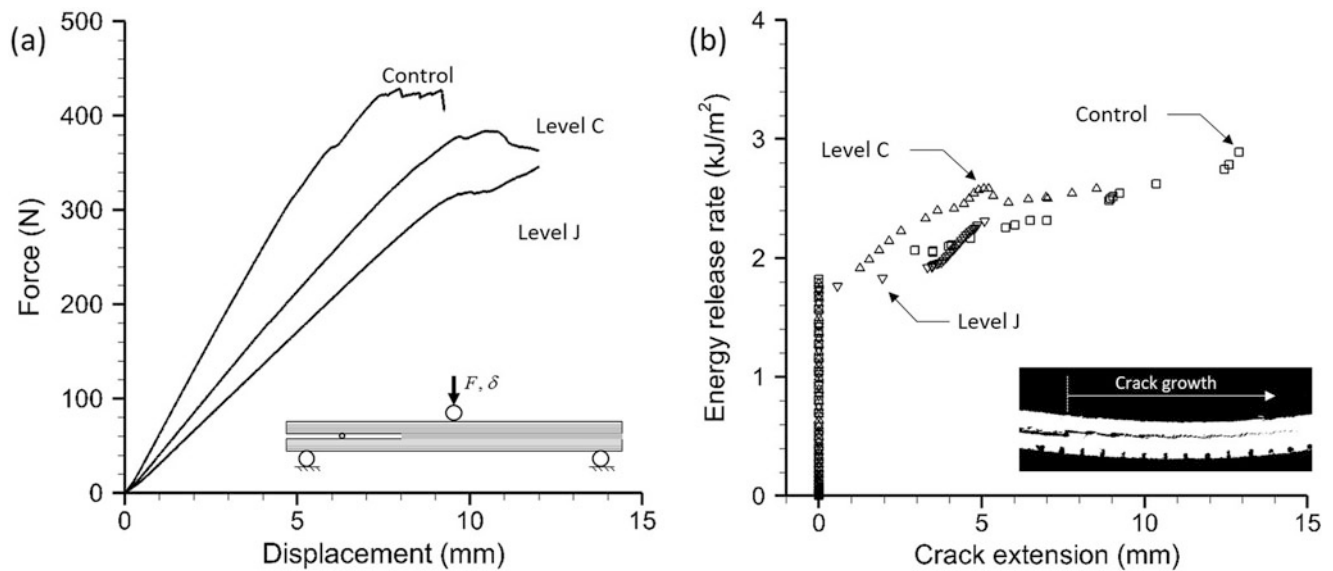 (a)
Force (N)
500
400
300
200
100
0
0
5
10
15
Displacement (mm)
Control
Level C
Level J
F, δ
(b)
Energy release rate (kJ/m²)
4
3
2
1
0
0
5
10
15
Crack extension (mm)
Control
Level C
Level J
Crack growth